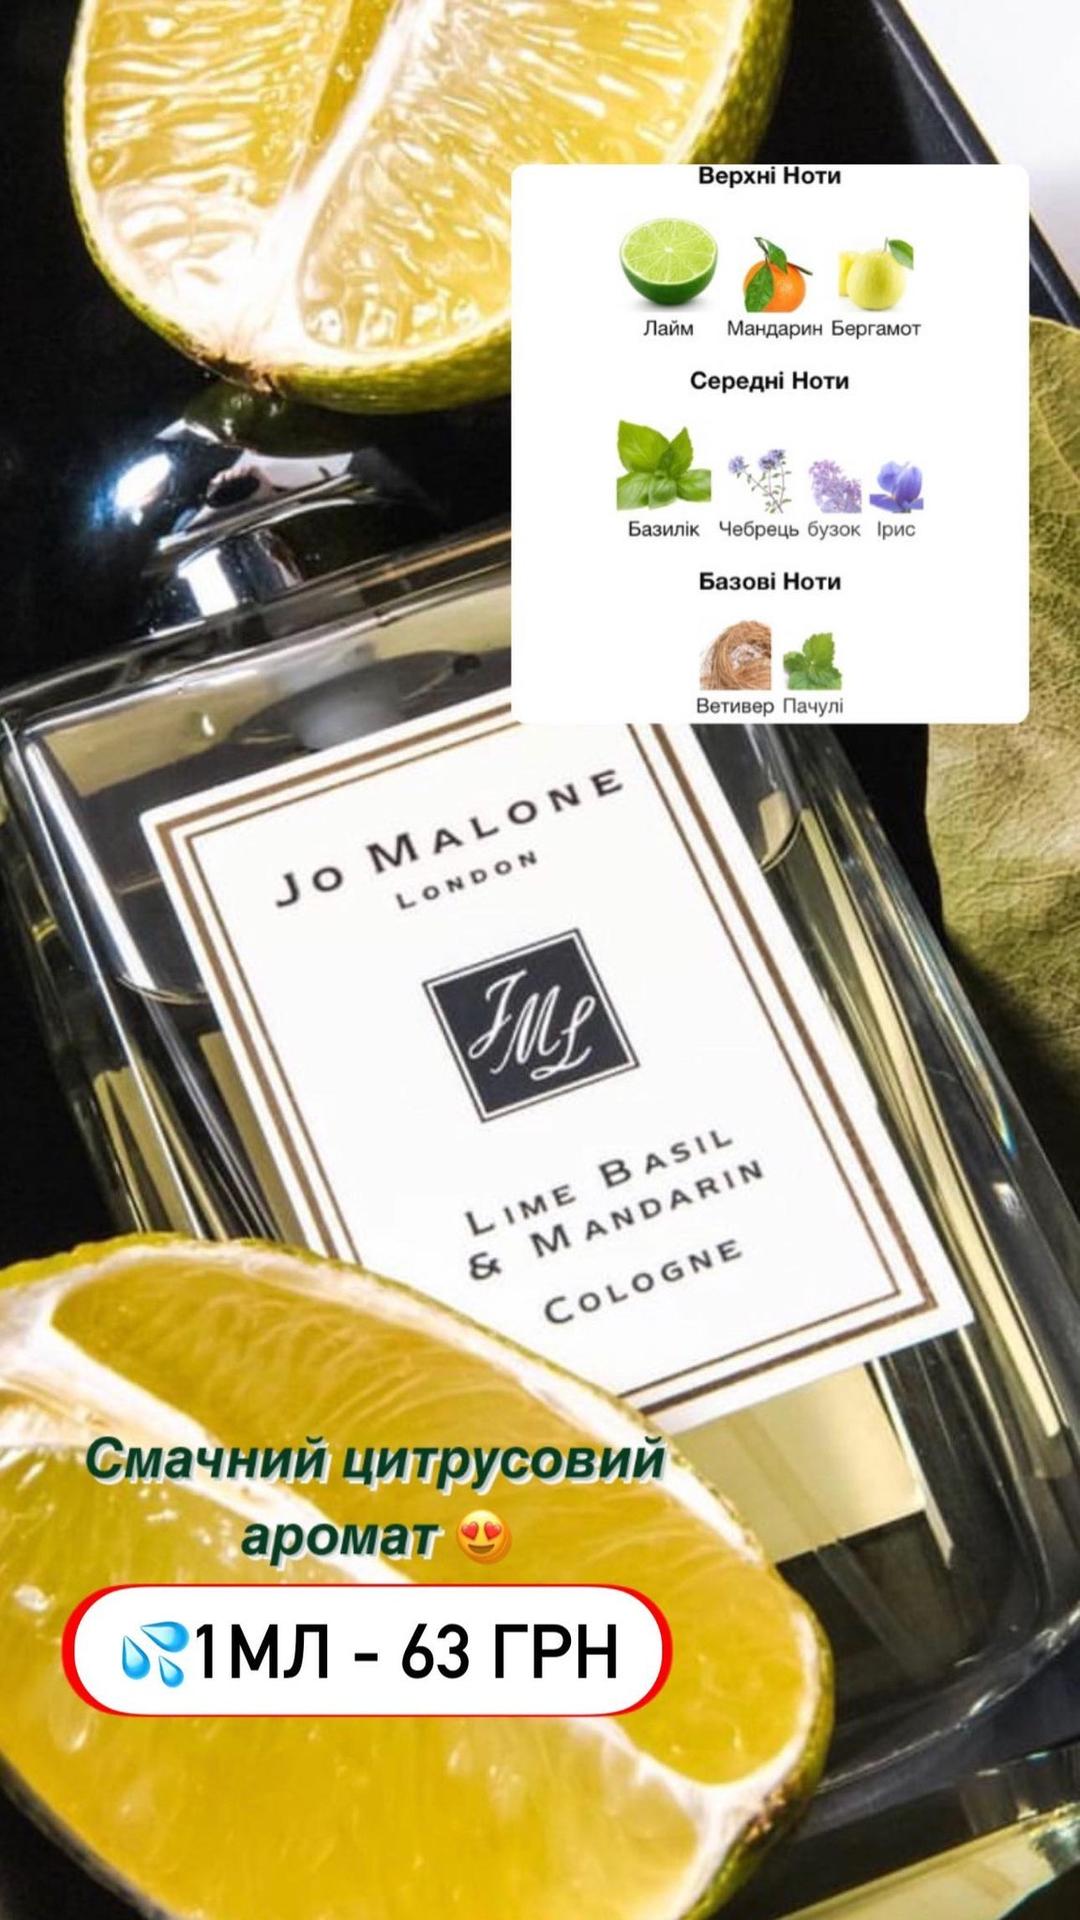 Верхні Ноти
Лайм Мандарин Бергамот
Середні Ноти
Базилік Чебрець бузок Ірис
Базові Ноти
Ветивер Пачулі
JO MALONE
LONDON
JML
LIME BASIL
& MANDARIN
COLOGNE
Смачний цитрусовий
аромат 😍
💦1МЛ - 63 ГРН